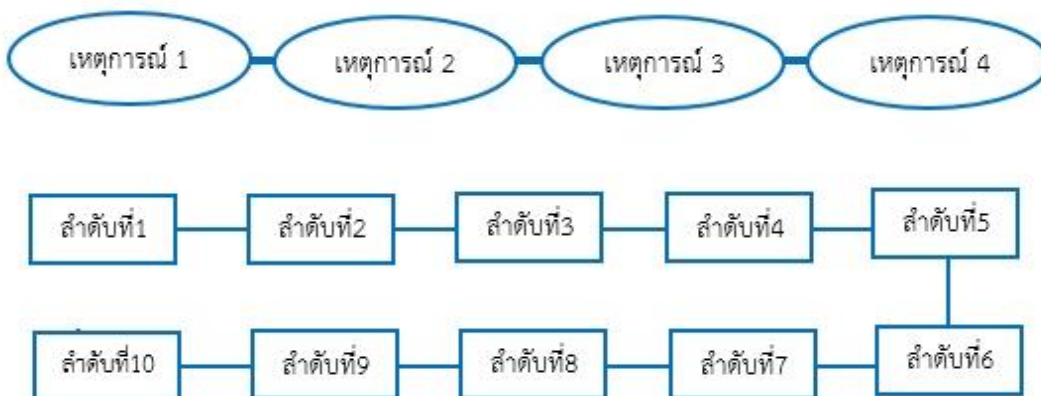 เหตุการณ์ 1 เหตุการณ์ 2 เหตุการณ์ 3 เหตุการณ์ 4
ลำดับที่1 ลำดับที่2 ลำดับที่3 ลำดับที่4 ลำดับที่5
ลำดับที่10 ลำดับที่9 ลำดับที่8 ลำดับที่7 ลำดับที่6